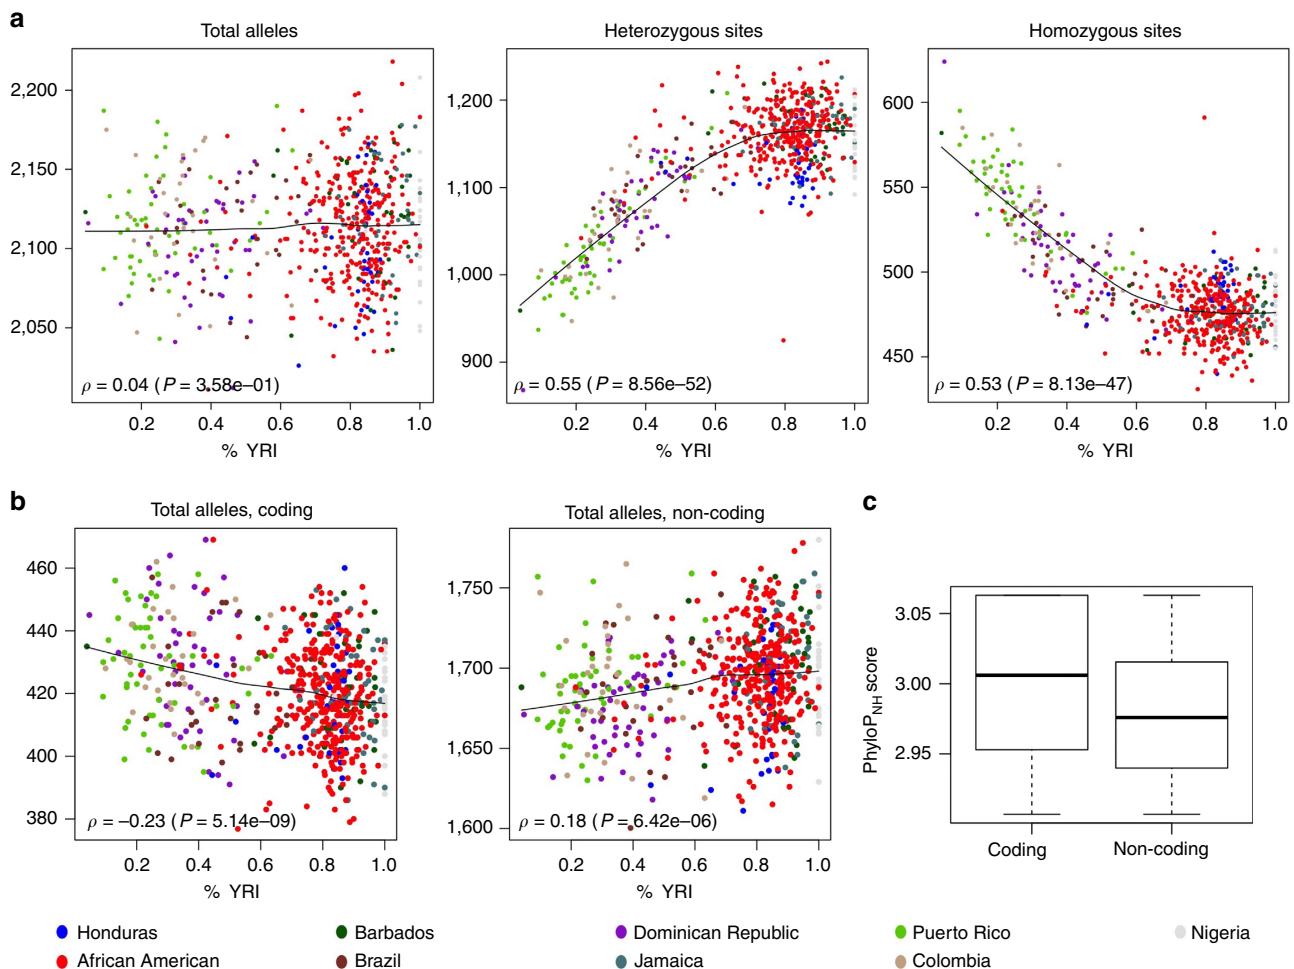 a
Total alleles
Heterozygous sites
Homozygous sites
2,200
2,150
2,100
2,050
ρ = 0.04 (P = 3.58e–01)
0.2 0.4 0.6 0.8 1.0
% YRI
1,200
1,100
1,000
900
ρ = 0.55 (P = 8.56e–52)
0.2 0.4 0.6 0.8 1.0
% YRI
600
550
500
450
ρ = 0.53 (P = 8.13e–47)
0.2 0.4 0.6 0.8 1.0
% YRI
b
Total alleles, coding
460
440
420
400
380
ρ = –0.23 (P = 5.14e–09)
0.2 0.4 0.6 0.8 1.0
% YRI
Total alleles, non-coding
1,750
1,700
1,650
1,600
ρ = 0.18 (P = 6.42e–06)
0.2 0.4 0.6 0.8 1.0
% YRI
c
PhyloPNH score
3.05
3.00
2.95
Coding Non-coding
Honduras Barbados Dominican Republic Puerto Rico Nigeria
African American Brazil Jamaica Colombia